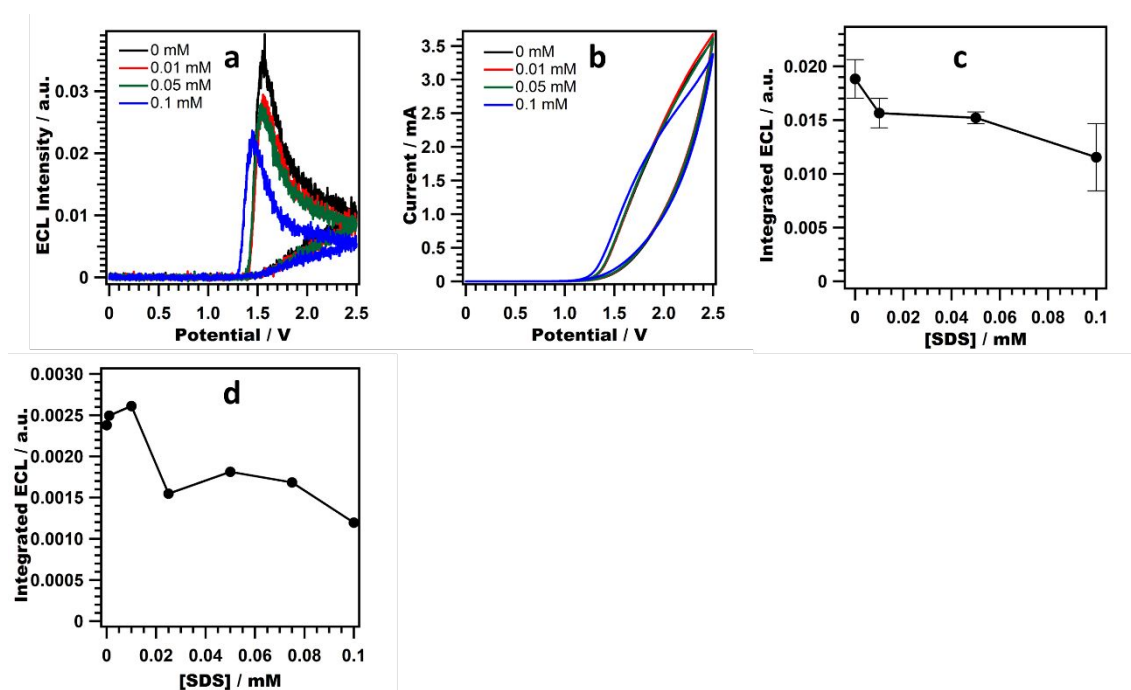 a
0 mM
0.01 mM
0.05 mM
0.1 mM
ECL Intensity / a.u.
0.03
0.02
0.01
0
0 0.5 1.0 1.5 2.0 2.5
Potential / V
b
0 mM
0.01 mM
0.05 mM
0.1 mM
Current / mA
3.5
3.0
2.5
2.0
1.5
1.0
0.5
0
0 0.5 1.0 1.5 2.0 2.5
Potential / V
c
Integrated ECL / a.u.
0.020
0.015
0.010
0.005
0
0 0.02 0.04 0.06 0.08 0.1
[SDS] / mM
d
Integrated ECL / a.u.
0.0030
0.0025
0.0020
0.0015
0.0010
0.0005
0
0 0.02 0.04 0.06 0.08 0.1
[SDS] / mM